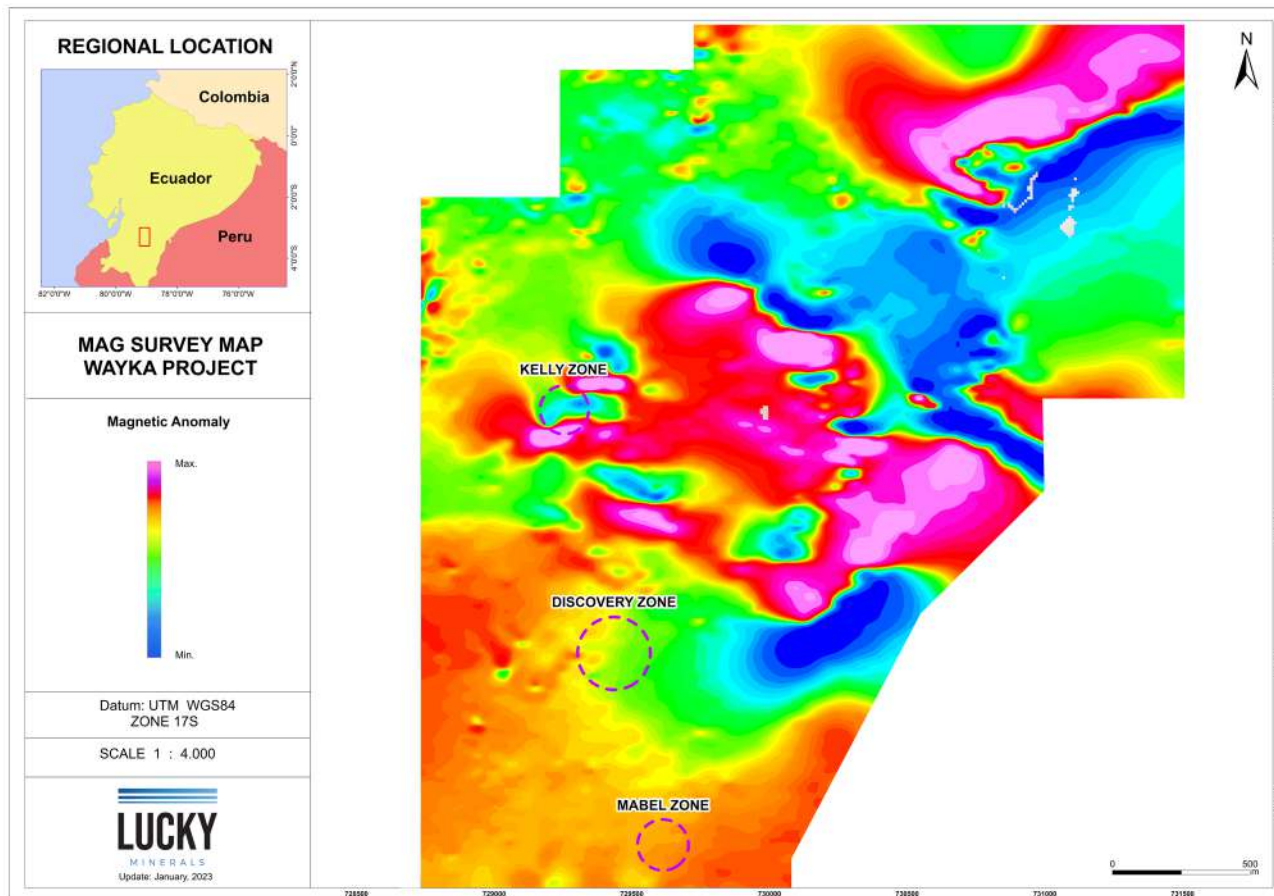 REGIONAL LOCATION
Colombia
Ecuador
Peru
2°0'0"N
0°0'0"
2°0'0"S
4°0'0"S
82°0'0"W
80°0'0"W
78°0'0"W
76°0'0"W
MAG SURVEY MAP
WAYKA PROJECT
Magnetic Anomaly
Max.
Min.
Datum: UTM WGS84
ZONE 17S
SCALE 1 : 4.000
LUCKY
MINERALS
Update: January, 2023
N
KELLY ZONE
DISCOVERY ZONE
MABEL ZONE
0 500
m
728500 729000 729500 730000 730500 731000 731500